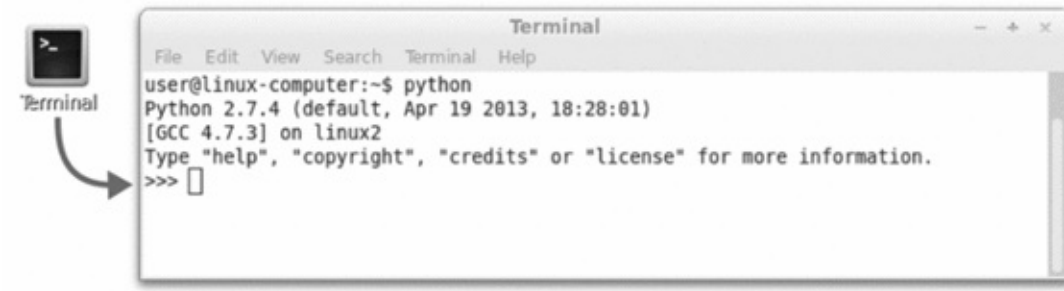 Terminal
File Edit View Search Terminal Help
user@linux-computer:~$ python
Python 2.7.4 (default, Apr 19 2013, 18:28:01)
[GCC 4.7.3] on linux2
Type "help", "copyright", "credits" or "license" for more information.
>>>
>_
Terminal